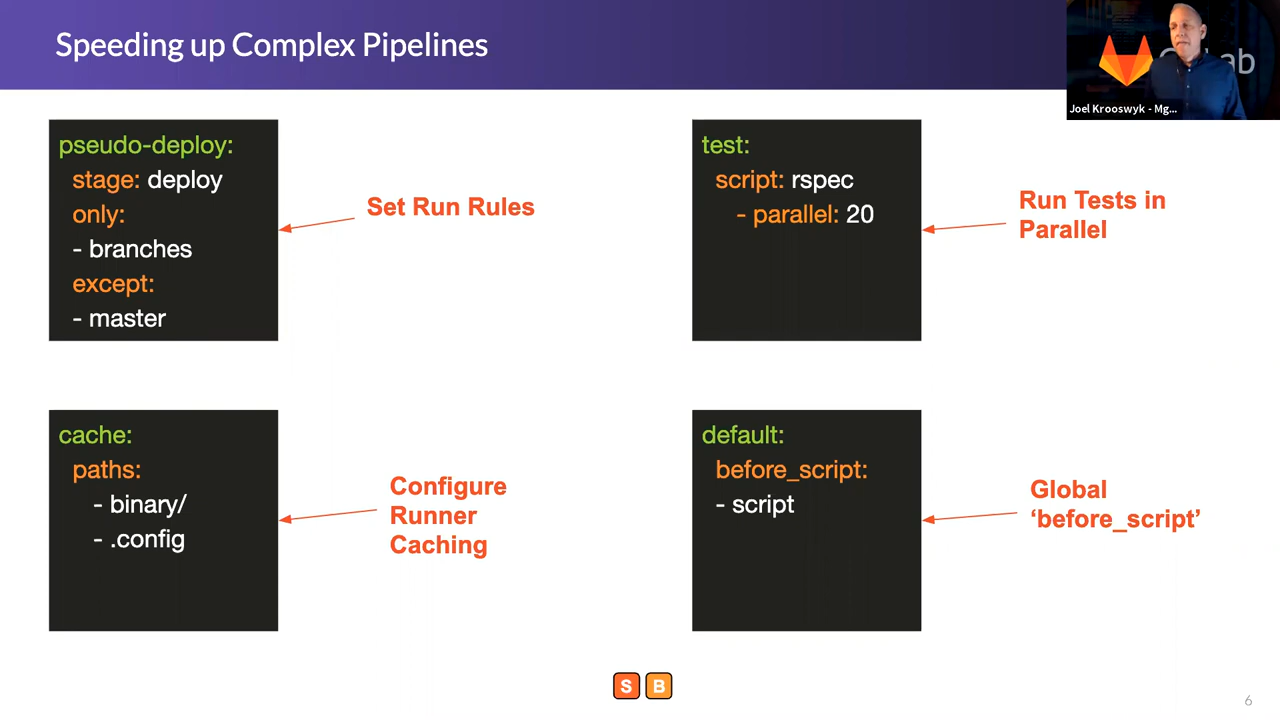 Speeding up Complex Pipelines
Joel Krooswyk - Mg...
pseudo-deploy:
stage: deploy
only:
- branches
except:
- master
Set Run Rules
test:
script: rspec
- parallel: 20
Run Tests in
Parallel
cache:
paths:
- binary/
- .config
Configure
Runner
Caching
default:
before_script:
- script
Global
‘before_script’
S B
6